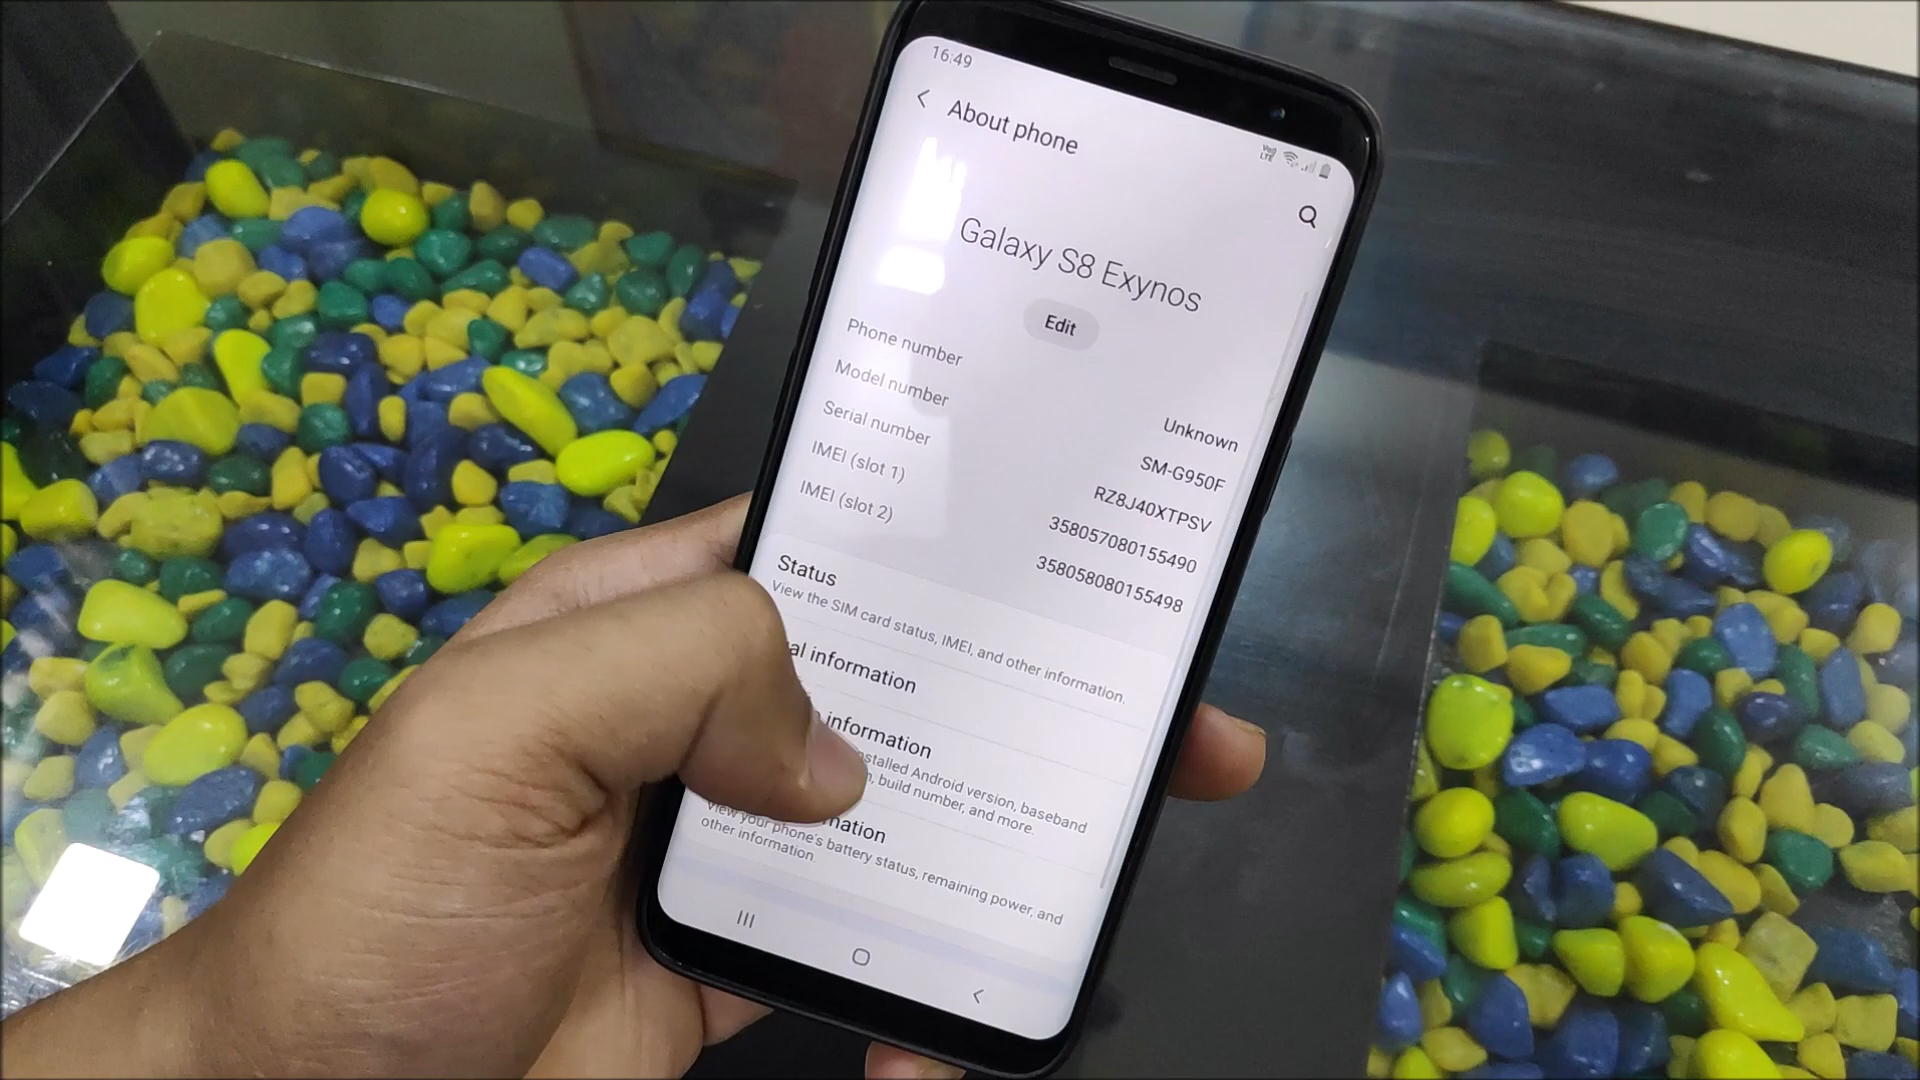 16:49
Vo))
LTE
About phone
Galaxy S8 Exynos
Edit
Phone number
Unknown
Model number
SM-G950F
Serial number
RZ8J40XTPSV
IMEI (slot 1)
358057080155490
IMEI (slot 2)
358058080155498
Status
View the SIM card status, IMEI, and other information.
al information
information
nstalled Android version, baseband
, build number, and more.
mation
View your phone's battery status, remaining power, and
other information.